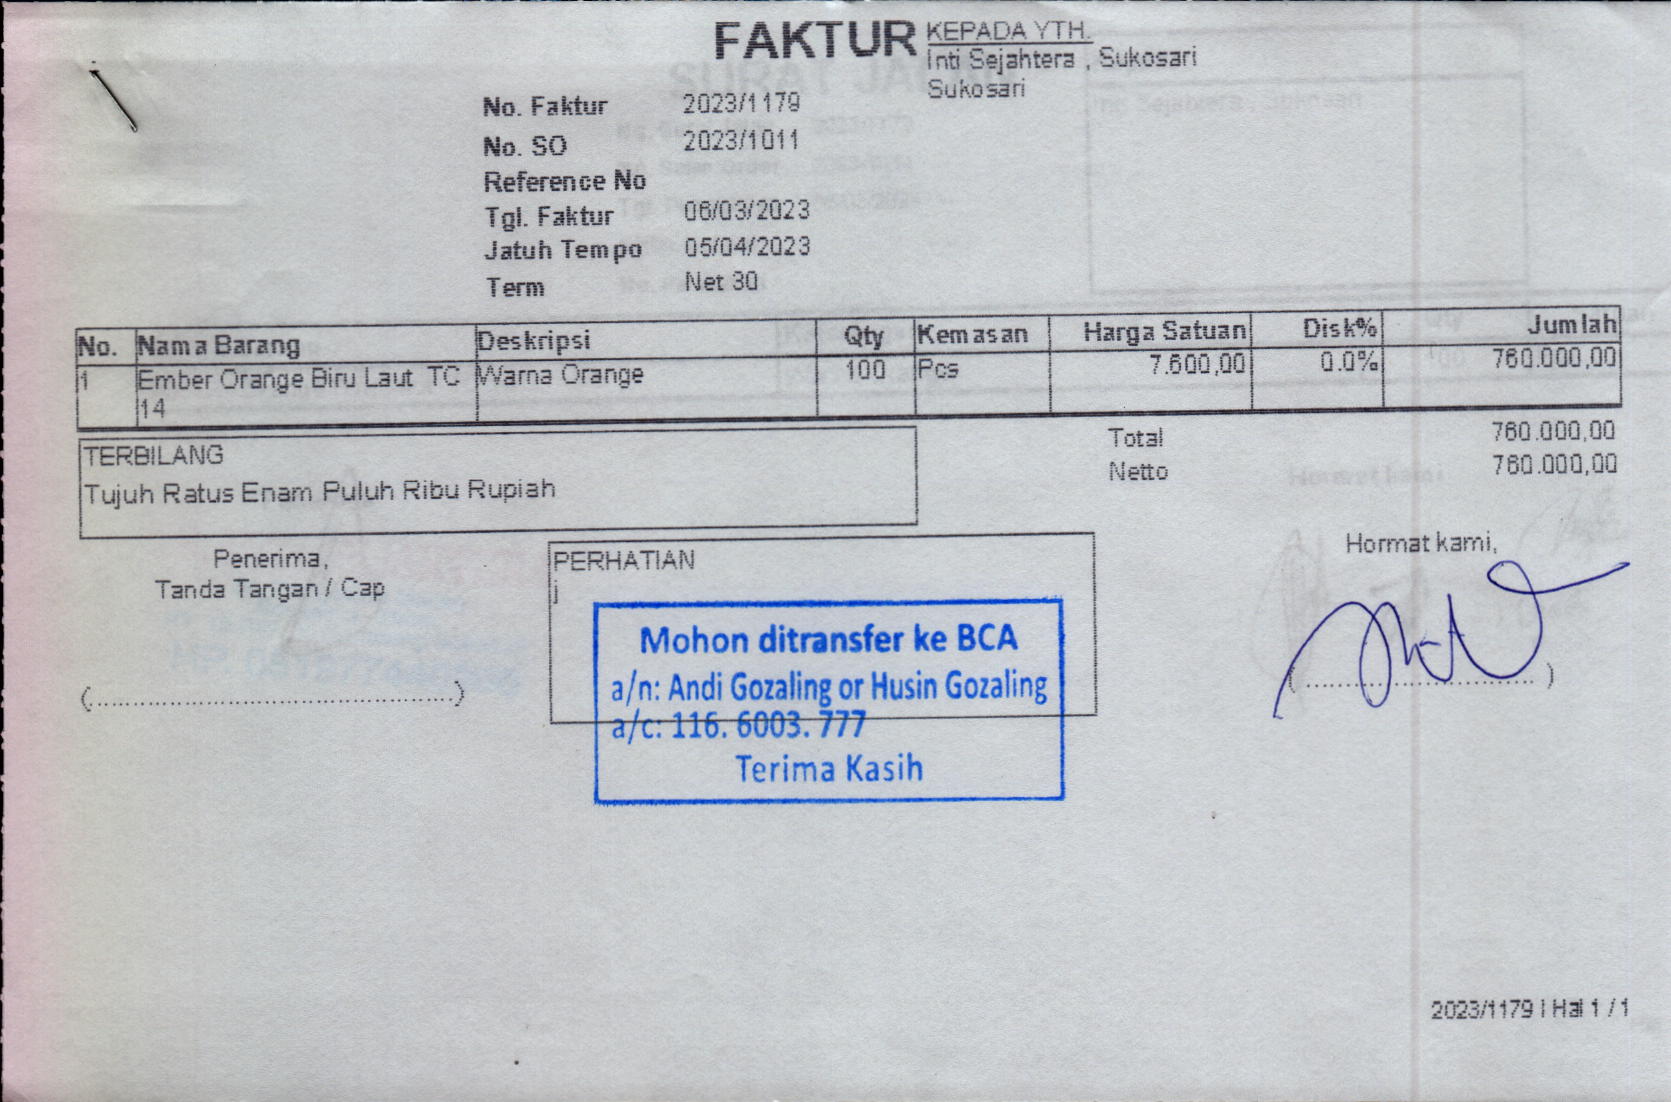 FAKTUR
KEPADA YTH.
Inti Sejahtera , Sukosari
Sukosari
No. Faktur 2023/1179
No. SO 2023/1011
Reference No
Tgl. Faktur 06/03/2023
Jatuh Tempo 05/04/2023
Term Net 30
No. Nama Barang Deskripsi Qty Kemasan Harga Satuan Disk% Jumlah
1 Ember Orange Biru Laut TC Warna Orange 100 Pcs 7.600,00 0.0% 760.000,00
14
Total 760.000,00
Netto 760.000,00
TERBILANG
Tujuh Ratus Enam Puluh Ribu Rupiah
Penerima,
Tanda Tangan / Cap
(...........................................................)
PERHATIAN
j
Mohon ditransfer ke BCA
a/n: Andi Gozaling or Husin Gozaling
a/c: 116. 6003. 777
Terima Kasih
Hormat kami,
(.....................................)
2023/1179 | Hal 1 / 1